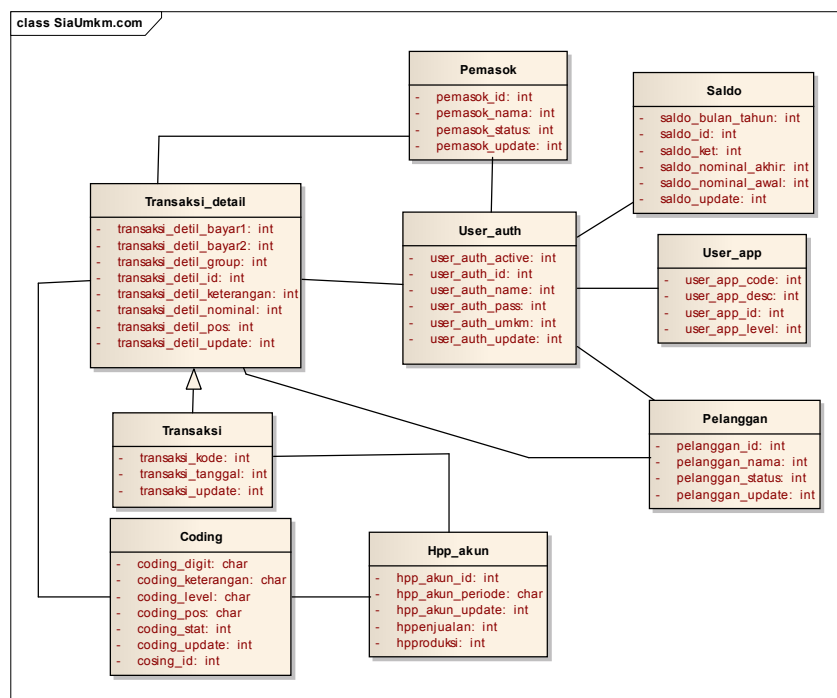 class SiaUmkm.com
Pemasok
- pemasok_id: int
- pemasok_nama: int
- pemasok_status: int
- pemasok_update: int
Saldo
- saldo_bulan_tahun: int
- saldo_id: int
- saldo_ket: int
- saldo_nominal_akhir: int
- saldo_nominal_awal: int
- saldo_update: int
Transaksi_detail
- transaksi_detil_bayar1: int
- transaksi_detil_bayar2: int
- transaksi_detil_group: int
- transaksi_detil_id: int
- transaksi_detil_keterangan: int
- transaksi_detil_nominal: int
- transaksi_detil_pos: int
- transaksi_detil_update: int
User_auth
- user_auth_active: int
- user_auth_id: int
- user_auth_name: int
- user_auth_pass: int
- user_auth_umkm: int
- user_auth_update: int
User_app
- user_app_code: int
- user_app_desc: int
- user_app_id: int
- user_app_level: int
Transaksi
- transaksi_kode: int
- transaksi_tanggal: int
- transaksi_update: int
Pelanggan
- pelanggan_id: int
- pelanggan_nama: int
- pelanggan_status: int
- pelanggan_update: int
Coding
- coding_digit: char
- coding_keterangan: char
- coding_level: char
- coding_pos: char
- coding_stat: int
- coding_update: int
- cosing_id: int
Hpp_akun
- hpp_akun_id: int
- hpp_akun_periode: char
- hpp_akun_update: int
- hppenjualan: int
- hpproduksi: int